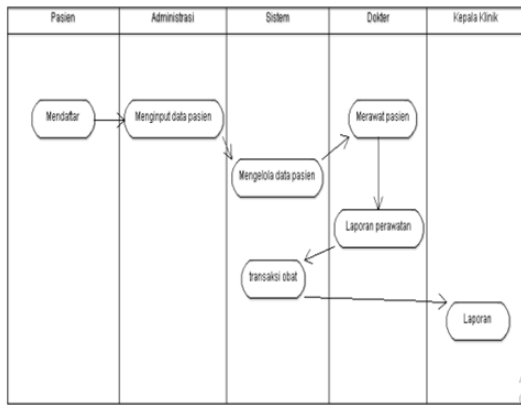 Pasien Administrasi Sistem Dokter Kepala Klinik
Mendaftar
Menginput data pasien
Merawat pasien
Mengelola data pasien
Laporan perawatan
transaksi obat
Laporan